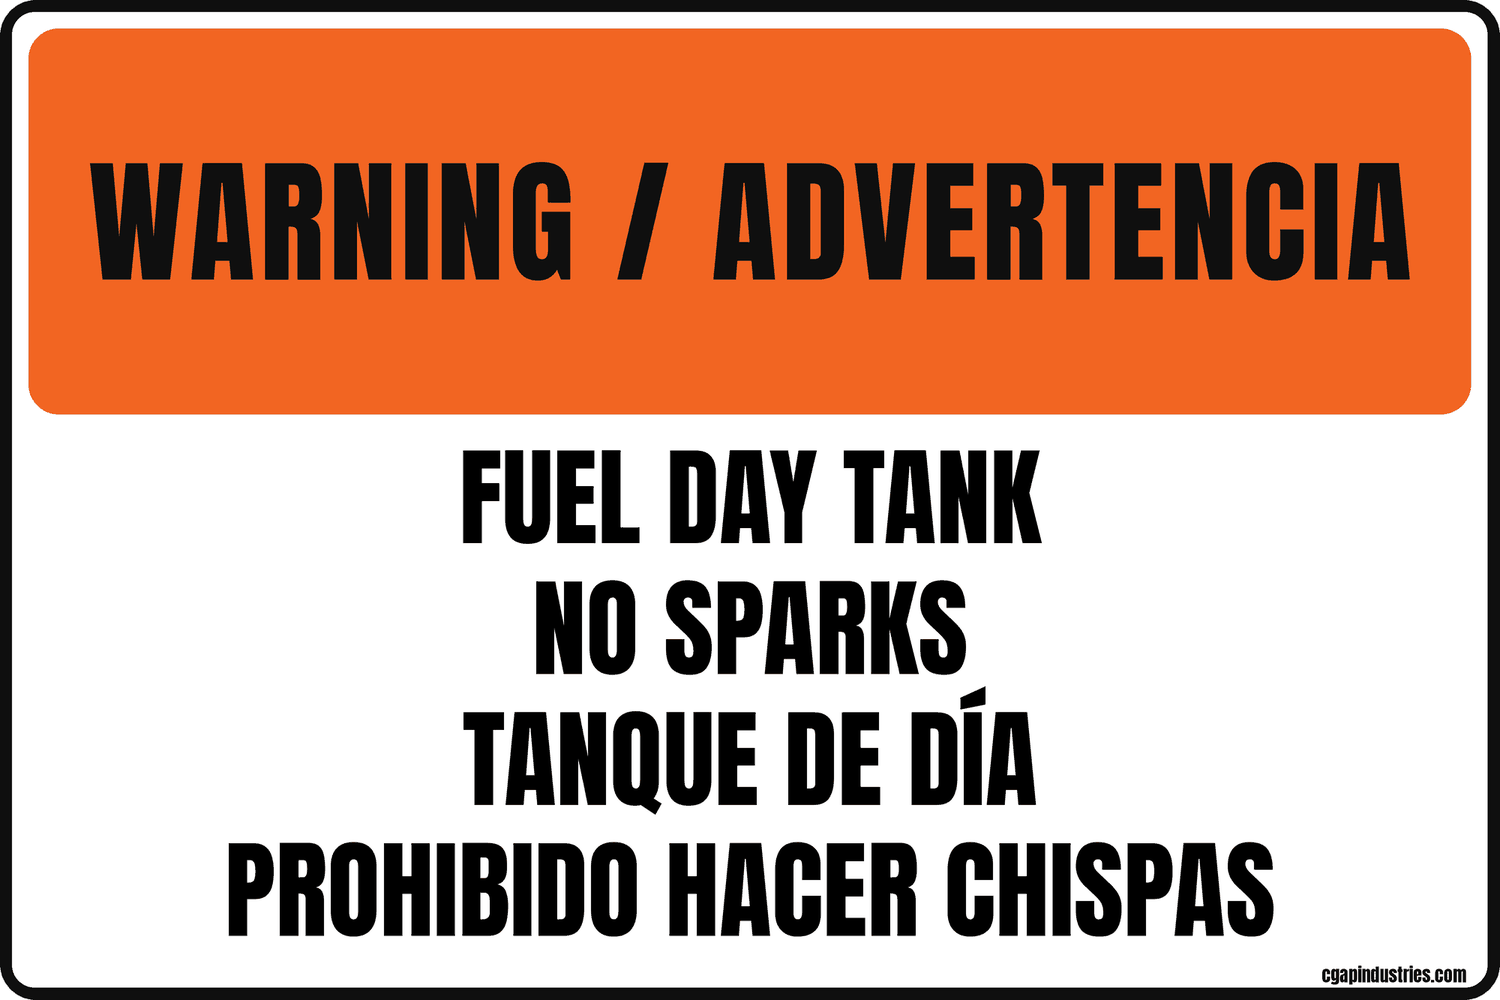 WARNING / ADVERTENCIA
FUEL DAY TANK
NO SPARKS
TANQUE DE DÍA
PROHIBIDO HACER CHISPAS
cgapindustries.com